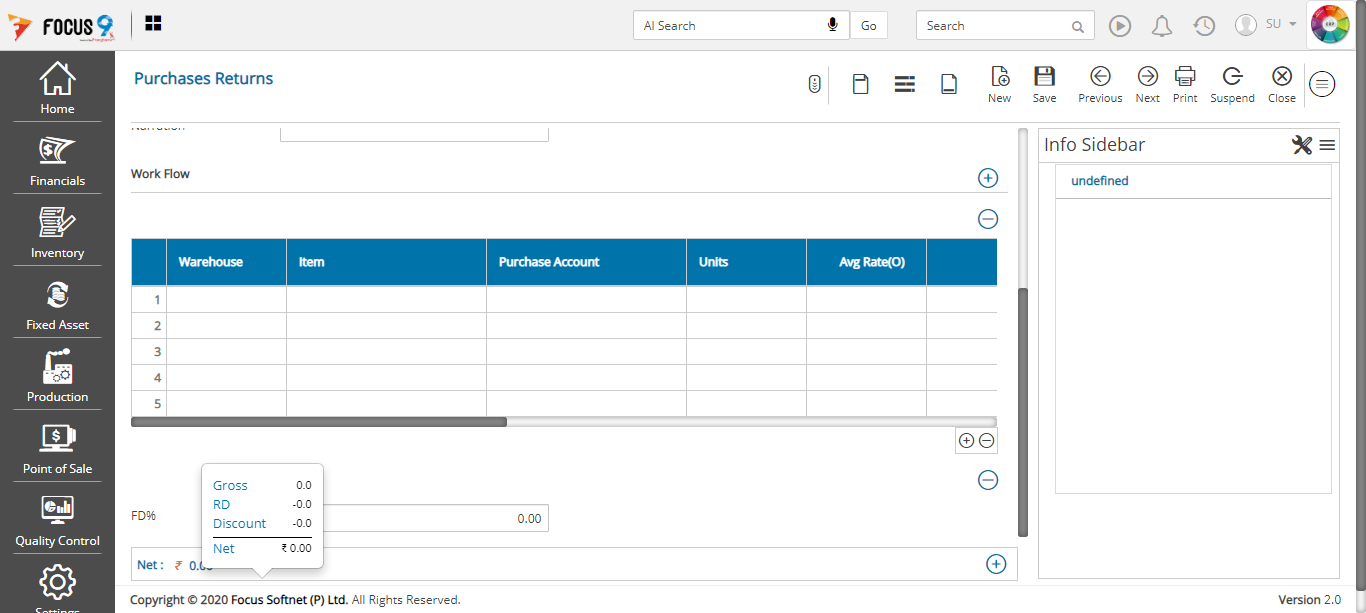 FOCUS 9
AI Search
Go
Search
SU
Home
Financials
Inventory
Fixed Asset
Production
Point of Sale
Quality Control
Settings
Purchases Returns
New
Save
Previous
Next
Print
Suspend
Close
Narration
Work Flow
Warehouse Item Purchase Account Units Avg Rate(O)
1
2
3
4
5
FD%
0.00
Gross 0.0
RD -0.0
Discount -0.0
Net ₹ 0.00
Net : ₹ 0.00
Info Sidebar
undefined
Copyright © 2020 Focus Softnet (P) Ltd. All Rights Reserved.
Version 2.0